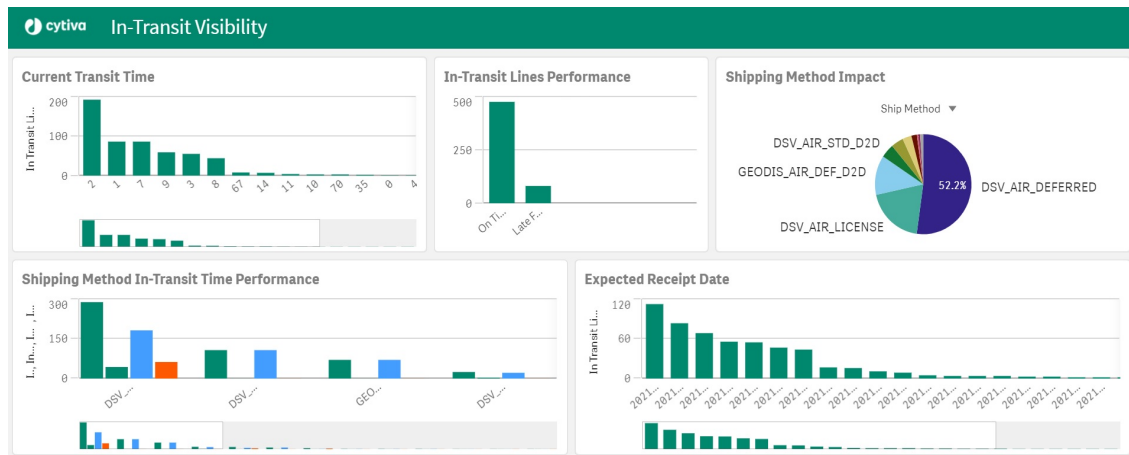 cytiva In-Transit Visibility
Current Transit Time
In Transit Li...
200
100
0
2 1 7 9 3 8 67 14 11 10 70 35 0 4
In-Transit Lines Performance
500
250
0
On Ti... Late F...
Shipping Method Impact
Ship Method
DSV_AIR_STD_D2D
GEODIS_AIR_DEF_D2D
DSV_AIR_LICENSE
52.2%
DSV_AIR_DEFERRED
Shipping Method In-Transit Time Performance
I..., In..., I... , I...
300
150
0
DSV_... DSV_... GEO... DSV_...
Expected Receipt Date
In Transit Li...
120
60
0
2021... 2021... 2021... 2021... 2021... 2021... 2021... 2021... 2021... 2021... 2021... 2021... 2021... 2021... 2021... 2021... 2021... 2021... 2021...